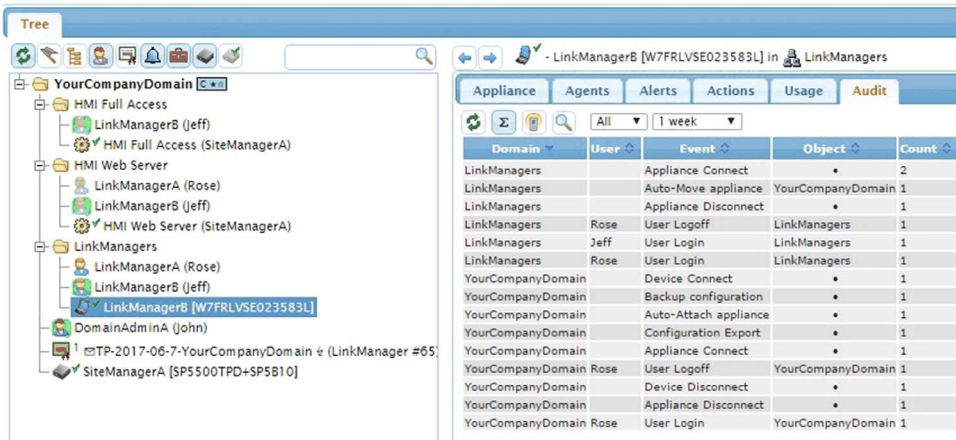 Tree
- LinkManagerB [W7FRLVSE023583L] in LinkManagers
YourCompanyDomain
HMI Full Access
LinkManagerB (Jeff)
HMI Full Access (SiteManagerA)
HMI Web Server
LinkManagerA (Rose)
LinkManagerB (Jeff)
HMI Web Server (SiteManagerA)
LinkManagers
LinkManagerA (Rose)
LinkManagerB (Jeff)
LinkManagerB [W7FRLVSE023583L]
DomainAdminA (John)
1 TP-2017-06-7-YourCompanyDomain (LinkManager #65)
SiteManagerA [SP5500TPD+SP5B10]
Appliance Agents Alerts Actions Usage Audit
Σ All 1 week
Domain User Event Object Count
LinkManagers Appliance Connect • 2
LinkManagers Auto-Move appliance YourCompanyDomain 1
LinkManagers Appliance Disconnect • 1
LinkManagers Rose User Logoff LinkManagers 1
LinkManagers Jeff User Login LinkManagers 1
LinkManagers Rose User Login LinkManagers 1
YourCompanyDomain Device Connect • 1
YourCompanyDomain Backup configuration • 1
YourCompanyDomain Auto-Attach appliance • 1
YourCompanyDomain Configuration Export • 1
YourCompanyDomain Appliance Connect • 1
YourCompanyDomain Rose User Logoff YourCompanyDomain 1
YourCompanyDomain Device Disconnect • 1
YourCompanyDomain Appliance Disconnect • 1
YourCompanyDomain Rose User Login YourCompanyDomain 1